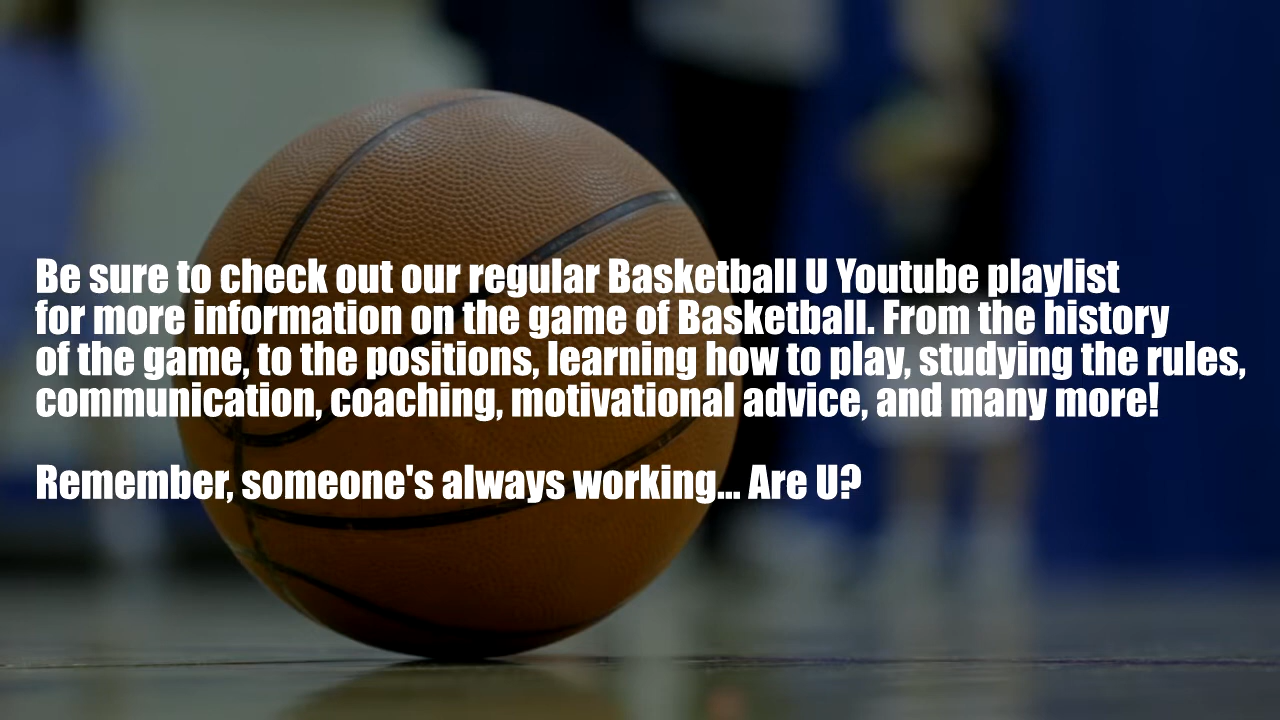 Be sure to check out our regular Basketball U Youtube playlist
for more information on the game of Basketball. From the history
of the game, to the positions, learning how to play, studying the rules,
communication, coaching, motivational advice, and many more!
Remember, someone's always working... Are U?